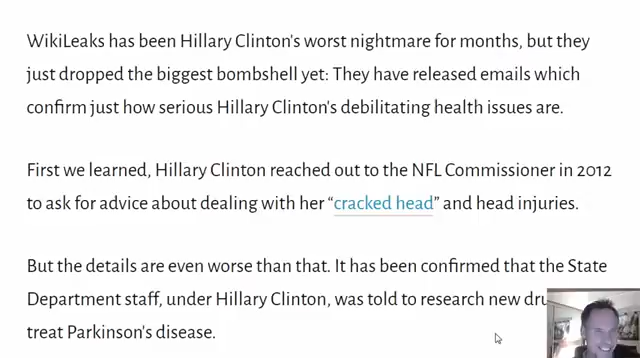 WikiLeaks has been Hillary Clinton's worst nightmare for months, but they
just dropped the biggest bombshell yet: They have released emails which
confirm just how serious Hillary Clinton's debilitating health issues are.
First we learned, Hillary Clinton reached out to the NFL Commissioner in 2012
to ask for advice about dealing with her “cracked head” and head injuries.
But the details are even worse than that. It has been confirmed that the State
Department staff, under Hillary Clinton, was told to research new
treat Parkinson's disease.